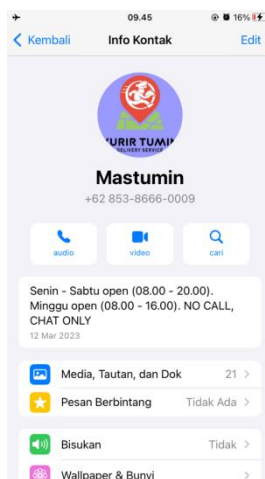 09.45
16%
Kembali
Info Kontak
Edit
KURIR TUMIN
DELIVERY SERVICE
Mastumin
+62 853-8666-0009
audio
video
cari
Senin - Sabtu open (08.00 - 20.00).
Minggu open (08.00 - 16.00). NO CALL,
CHAT ONLY
12 Mar 2023
Media, Tautan, dan Dok 21
Pesan Berbintang Tidak Ada
Bisukan Tidak
Wallpaper & Bunyi